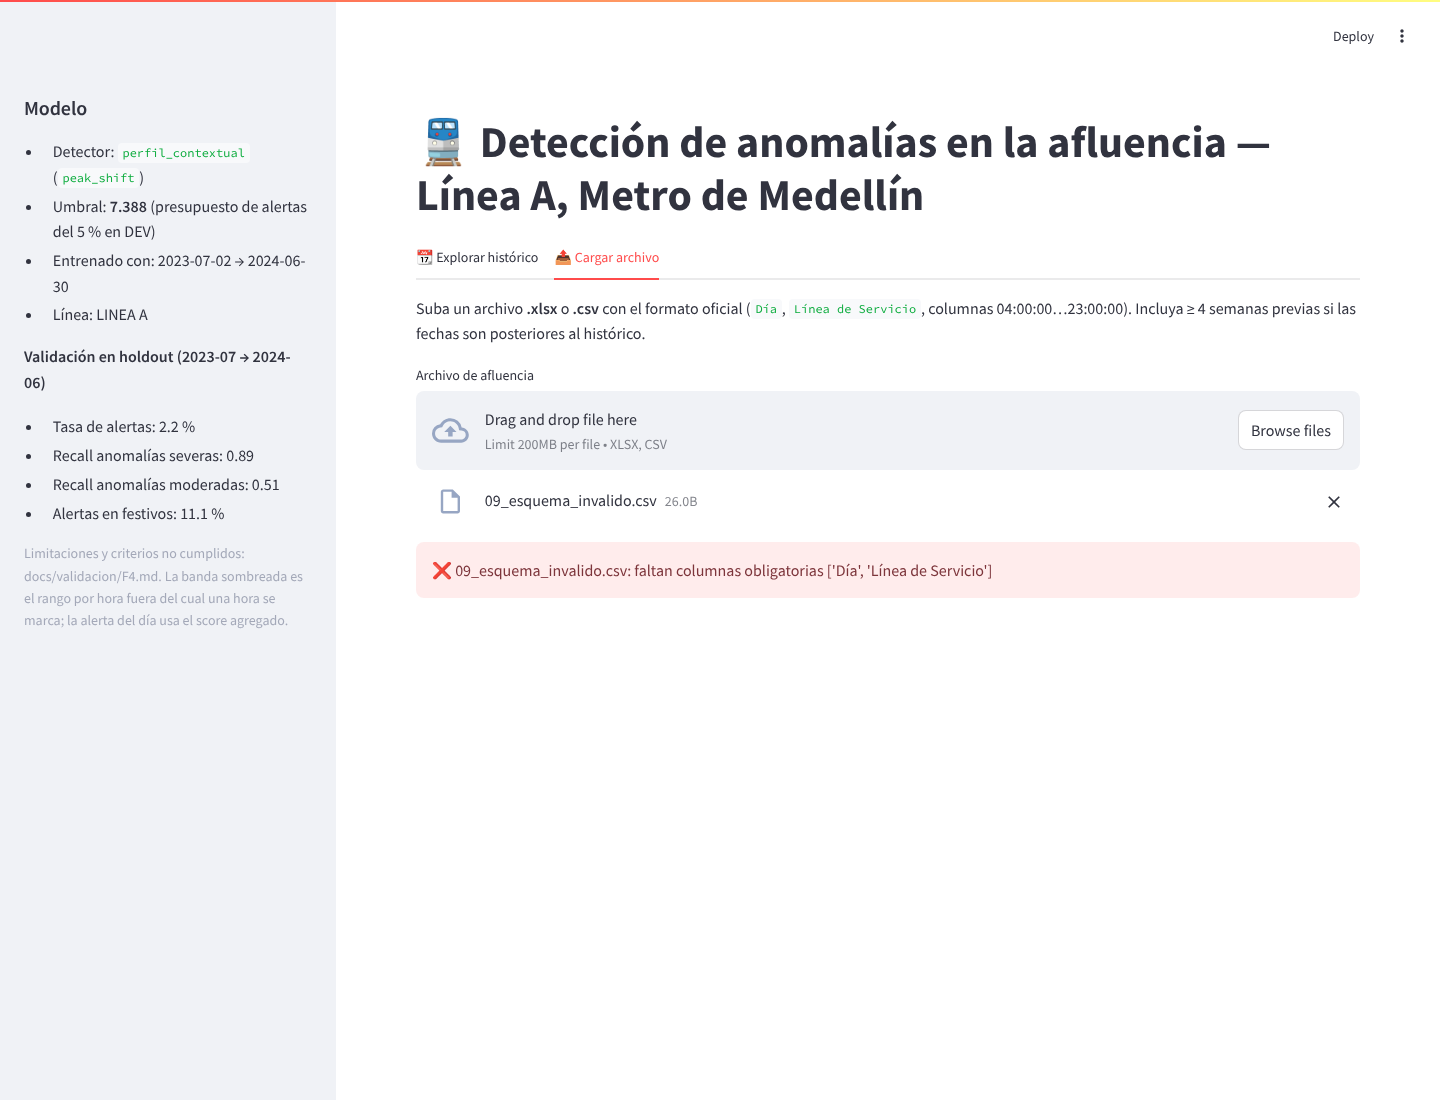 Deploy
Modelo
Detector: perfil_contextual
(peak_shift)
Umbral: 7.388 (presupuesto de alertas
del 5 % en DEV)
Entrenado con: 2023-07-02 → 2024-06-
30
Línea: LINEA A
Validación en holdout (2023-07 → 2024-
06)
Tasa de alertas: 2.2 %
Recall anomalías severas: 0.89
Recall anomalías moderadas: 0.51
Alertas en festivos: 11.1 %
Limitaciones y criterios no cumplidos:
docs/validacion/F4.md. La banda sombreada es
el rango por hora fuera del cual una hora se
marca; la alerta del día usa el score agregado.
Detección de anomalías en la afluencia —
Línea A, Metro de Medellín
Explorar histórico Cargar archivo
Suba un archivo .xlsx o .csv con el formato oficial (Día, Línea de Servicio, columnas 04:00:00…23:00:00). Incluya ≥ 4 semanas previas si las
fechas son posteriores al histórico.
Archivo de afluencia
Drag and drop file here
Limit 200MB per file • XLSX, CSV
Browse files
09_esquema_invalido.csv 26.0B
❌ 09_esquema_invalido.csv: faltan columnas obligatorias ['Día', 'Línea de Servicio']